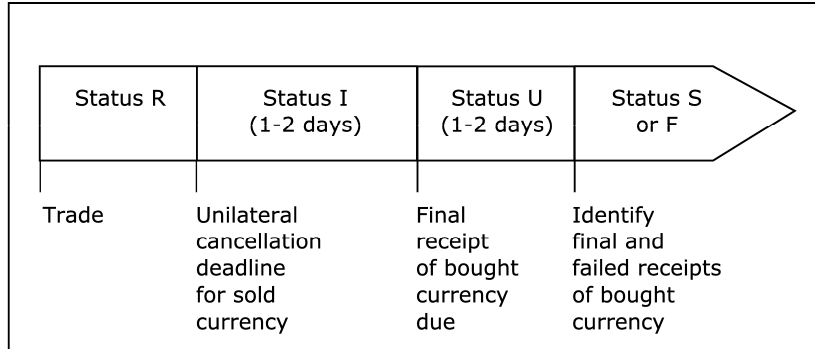 Status R
Status I
(1-2 days)
Status U
(1-2 days)
Status S
or F
Trade
Unilateral
cancellation
deadline
for sold
currency
Final
receipt
of bought
currency
due
Identify
final and
failed receipts
of bought
currency